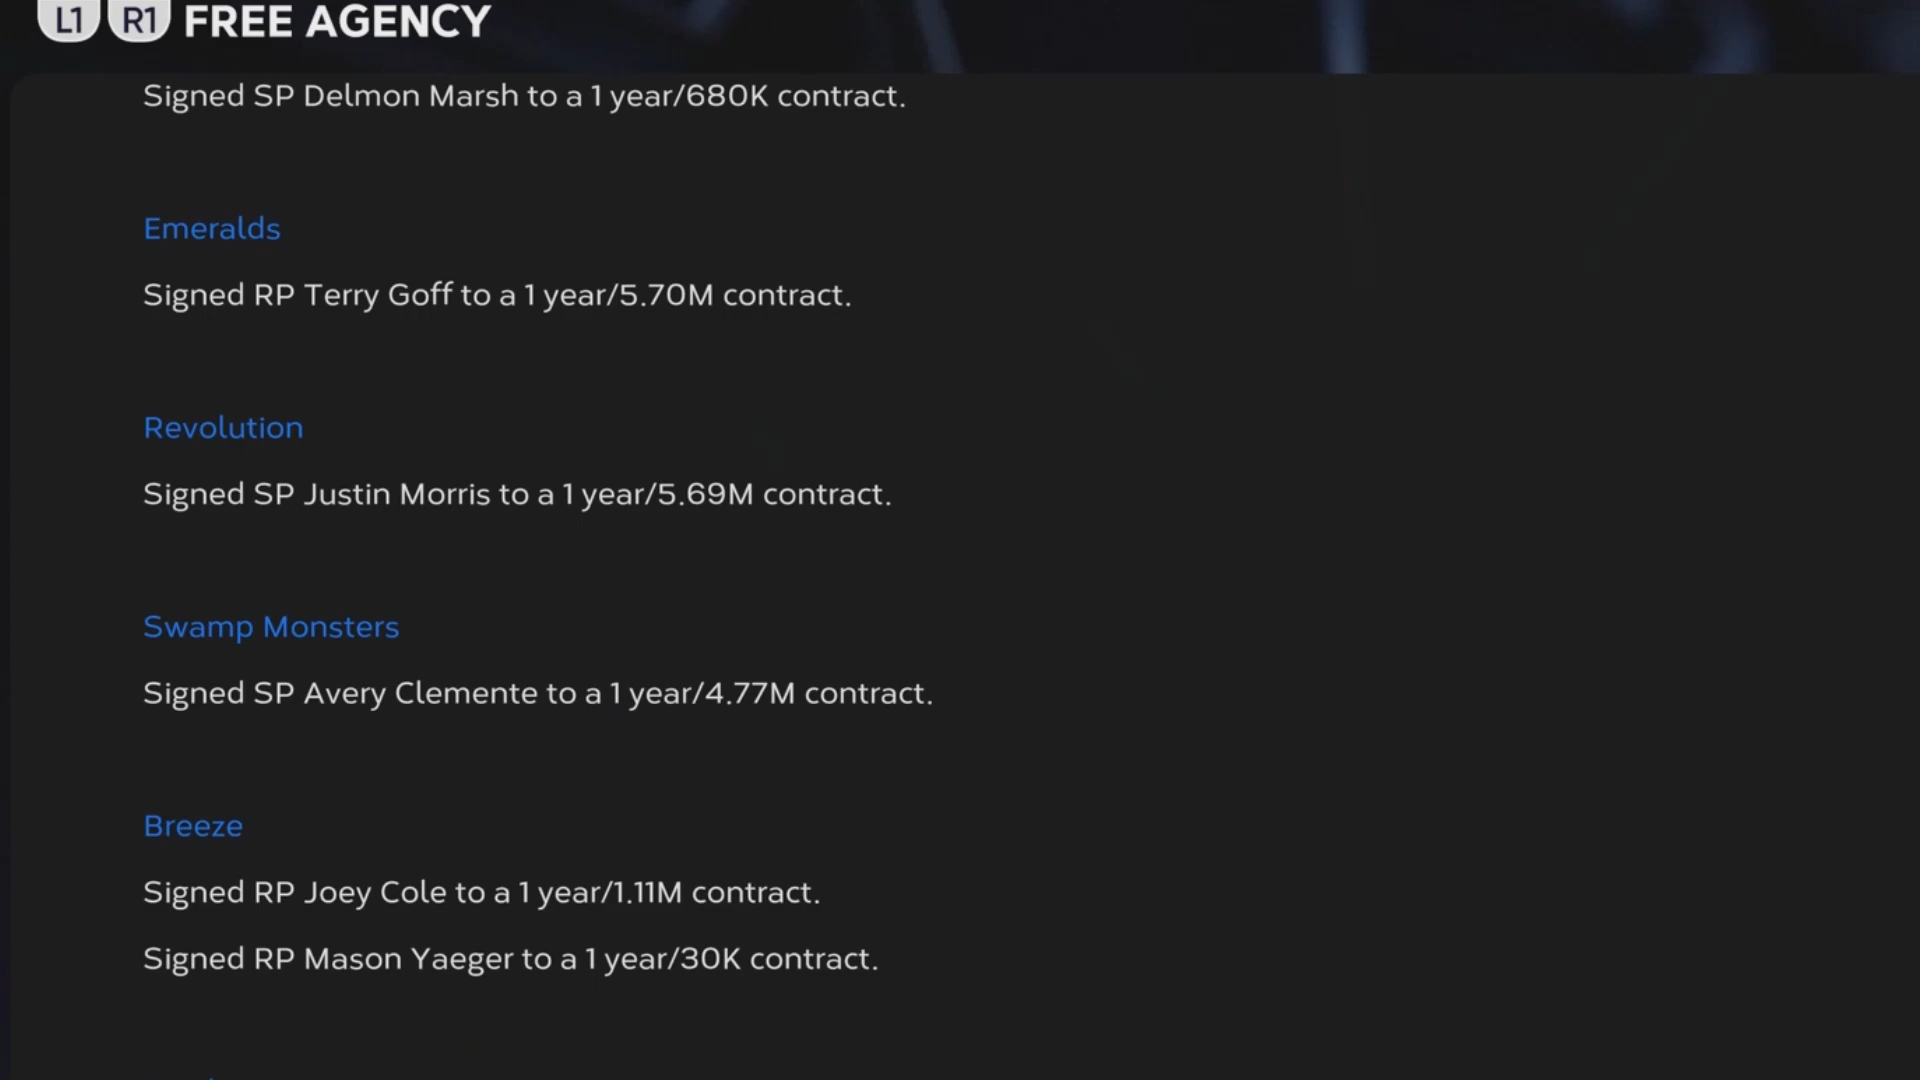 L1 R1 FREE AGENCY
Signed SP Delmon Marsh to a 1 year/680K contract.
Emeralds
Signed RP Terry Goff to a 1 year/5.70M contract.
Revolution
Signed SP Justin Morris to a 1 year/5.69M contract.
Swamp Monsters
Signed SP Avery Clemente to a 1 year/4.77M contract.
Breeze
Signed RP Joey Cole to a 1 year/1.11M contract.
Signed RP Mason Yaeger to a 1 year/30K contract.